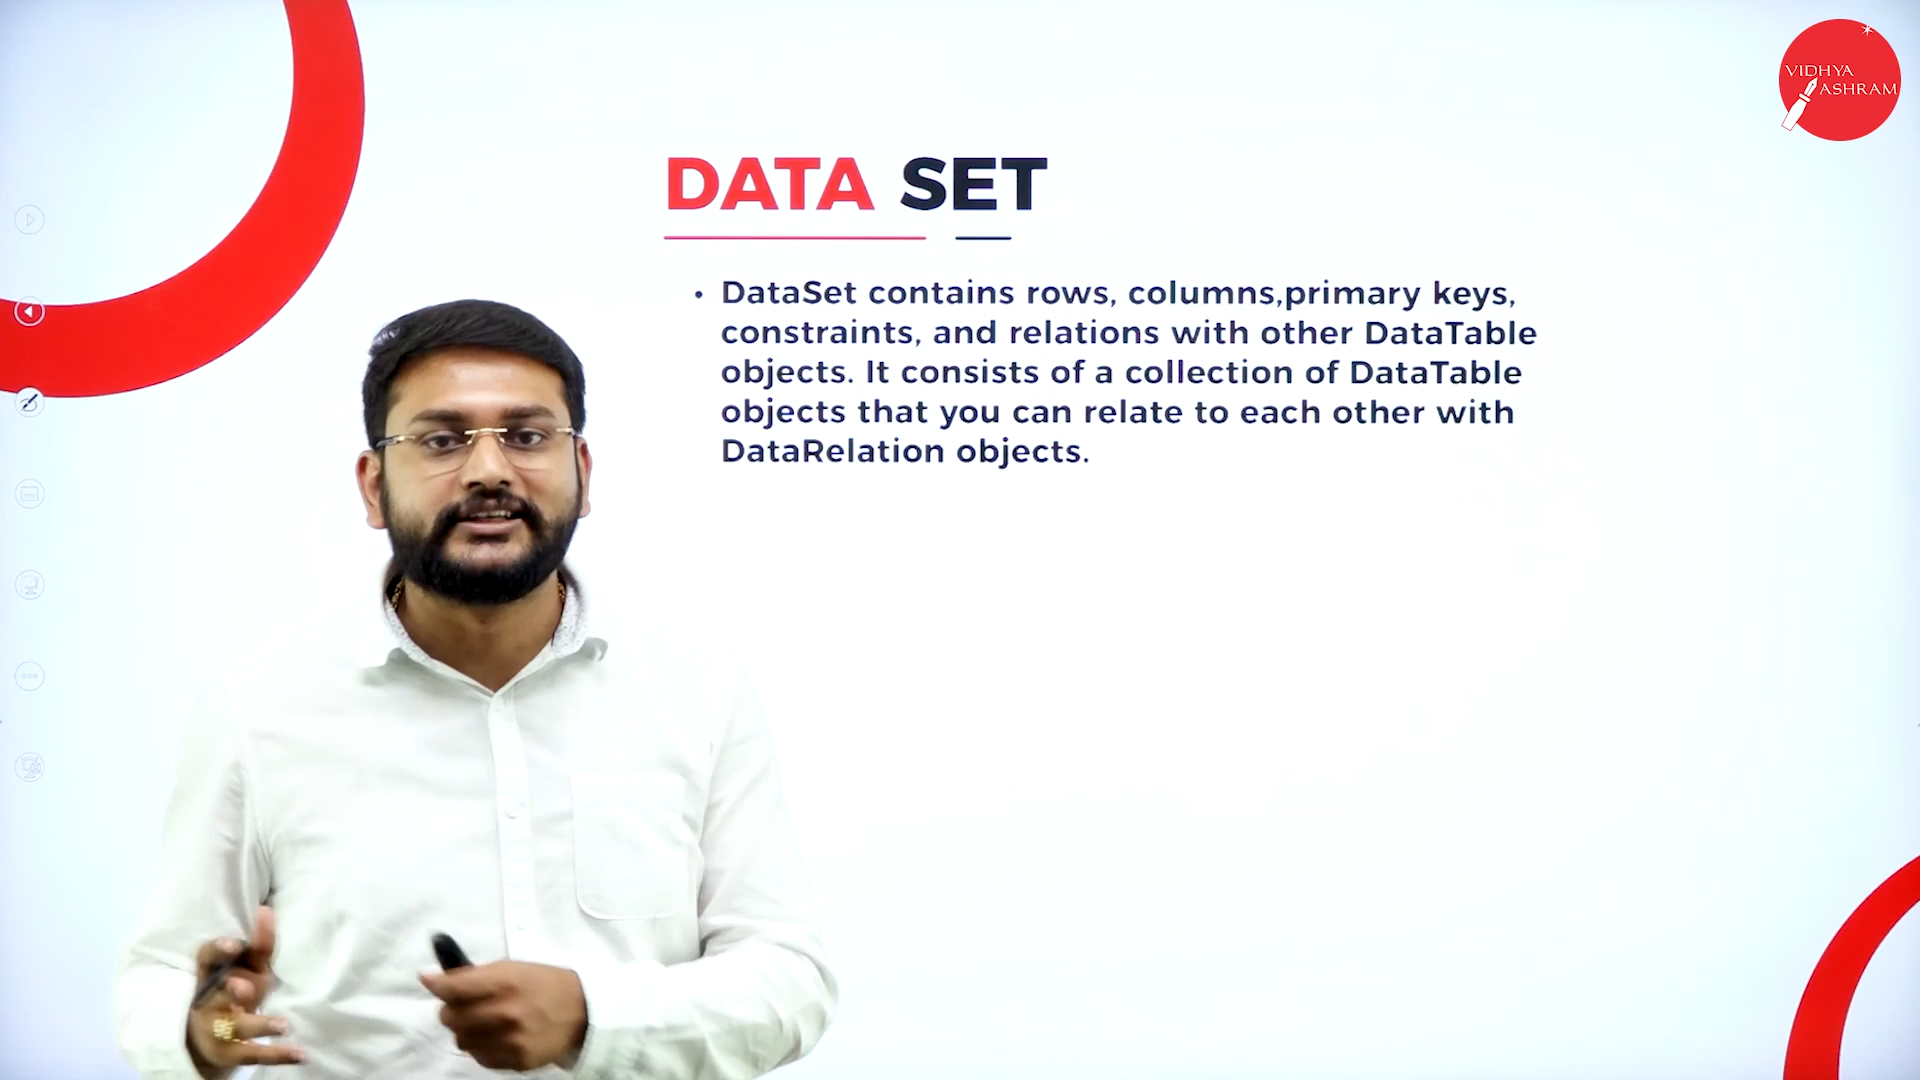 VIDHYA
ASHRAM
DATA SET
• DataSet contains rows, columns,primary keys,
constraints, and relations with other DataTable
objects. It consists of a collection of DataTable
objects that you can relate to each other with
DataRelation objects.